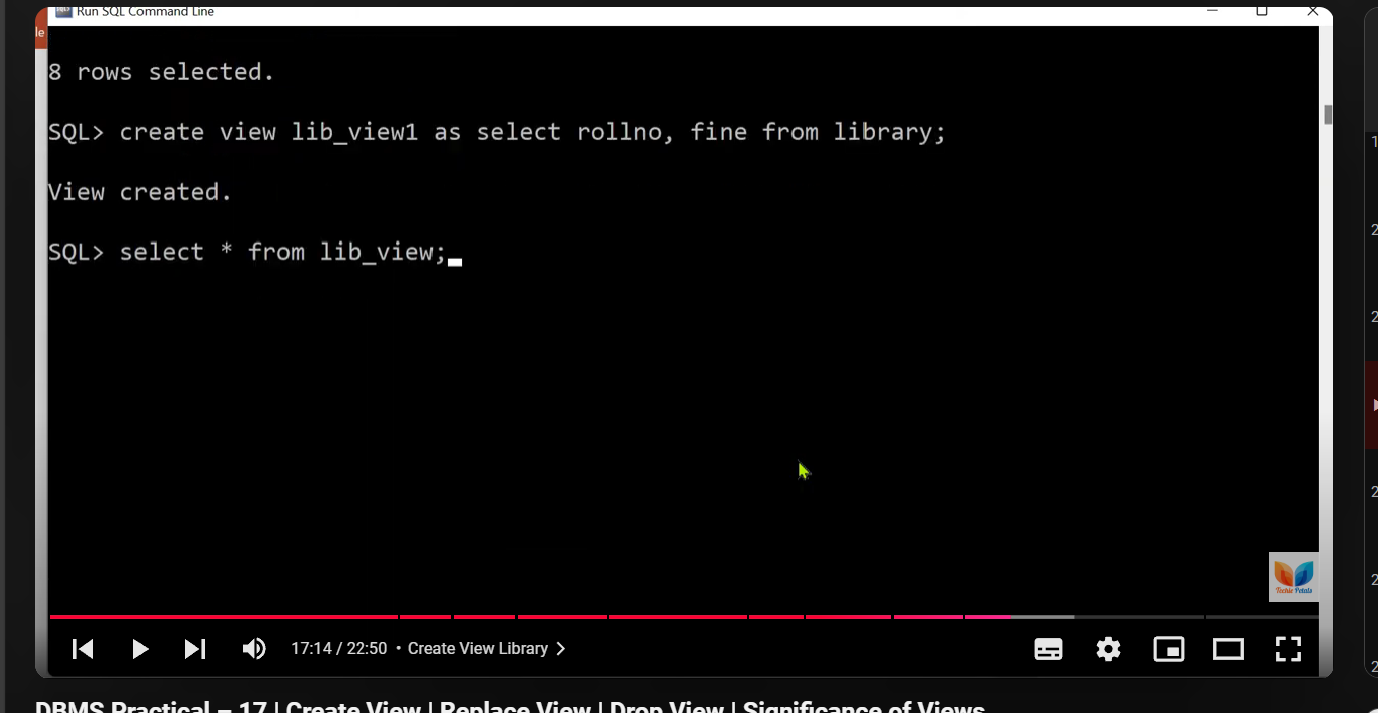 Run SQL Command Line
le
8 rows selected.
SQL> create view lib_view1 as select rollno, fine from library;
View created.
SQL> select * from lib_view;
Techie Petals
17:14 / 22:50 • Create View Library
DBMS Practical – 17 | Create View | Replace View | Drop View | Significance of Views